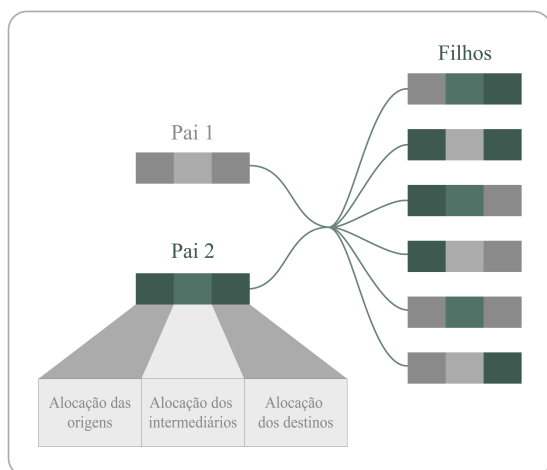 Filhos
Pai 1
Pai 2
Alocação das
origens
Alocação dos
intermediários
Alocação
dos destinos